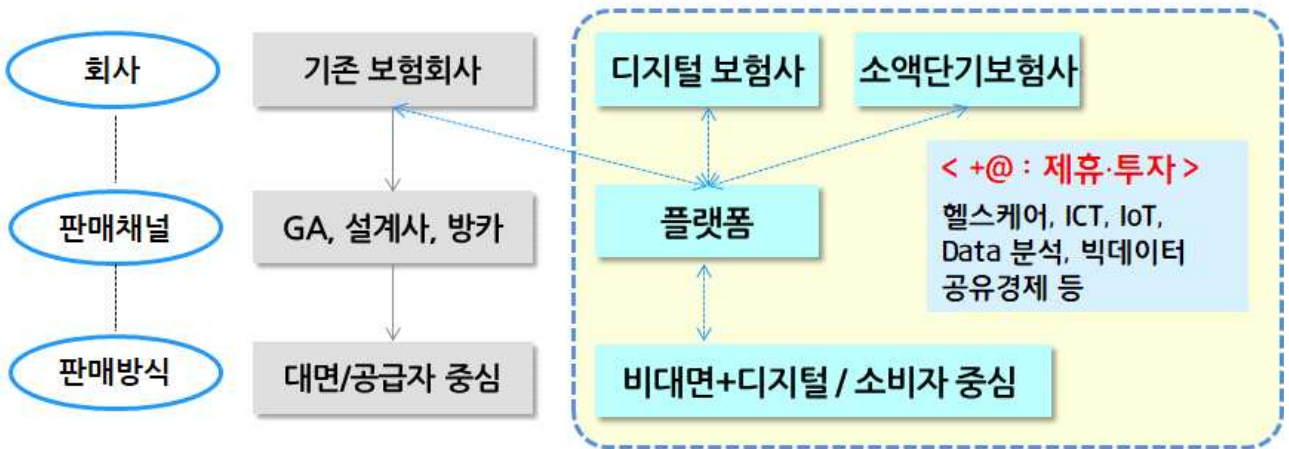 회사
기존 보험회사
디지털 보험사
소액단기보험사
판매채널
GA, 설계사, 방카
플랫폼
< +@ : 제휴·투자 >
헬스케어, ICT, IoT,
Data 분석, 빅데이터
공유경제 등
판매방식
대면/공급자 중심
비대면+디지털 / 소비자 중심